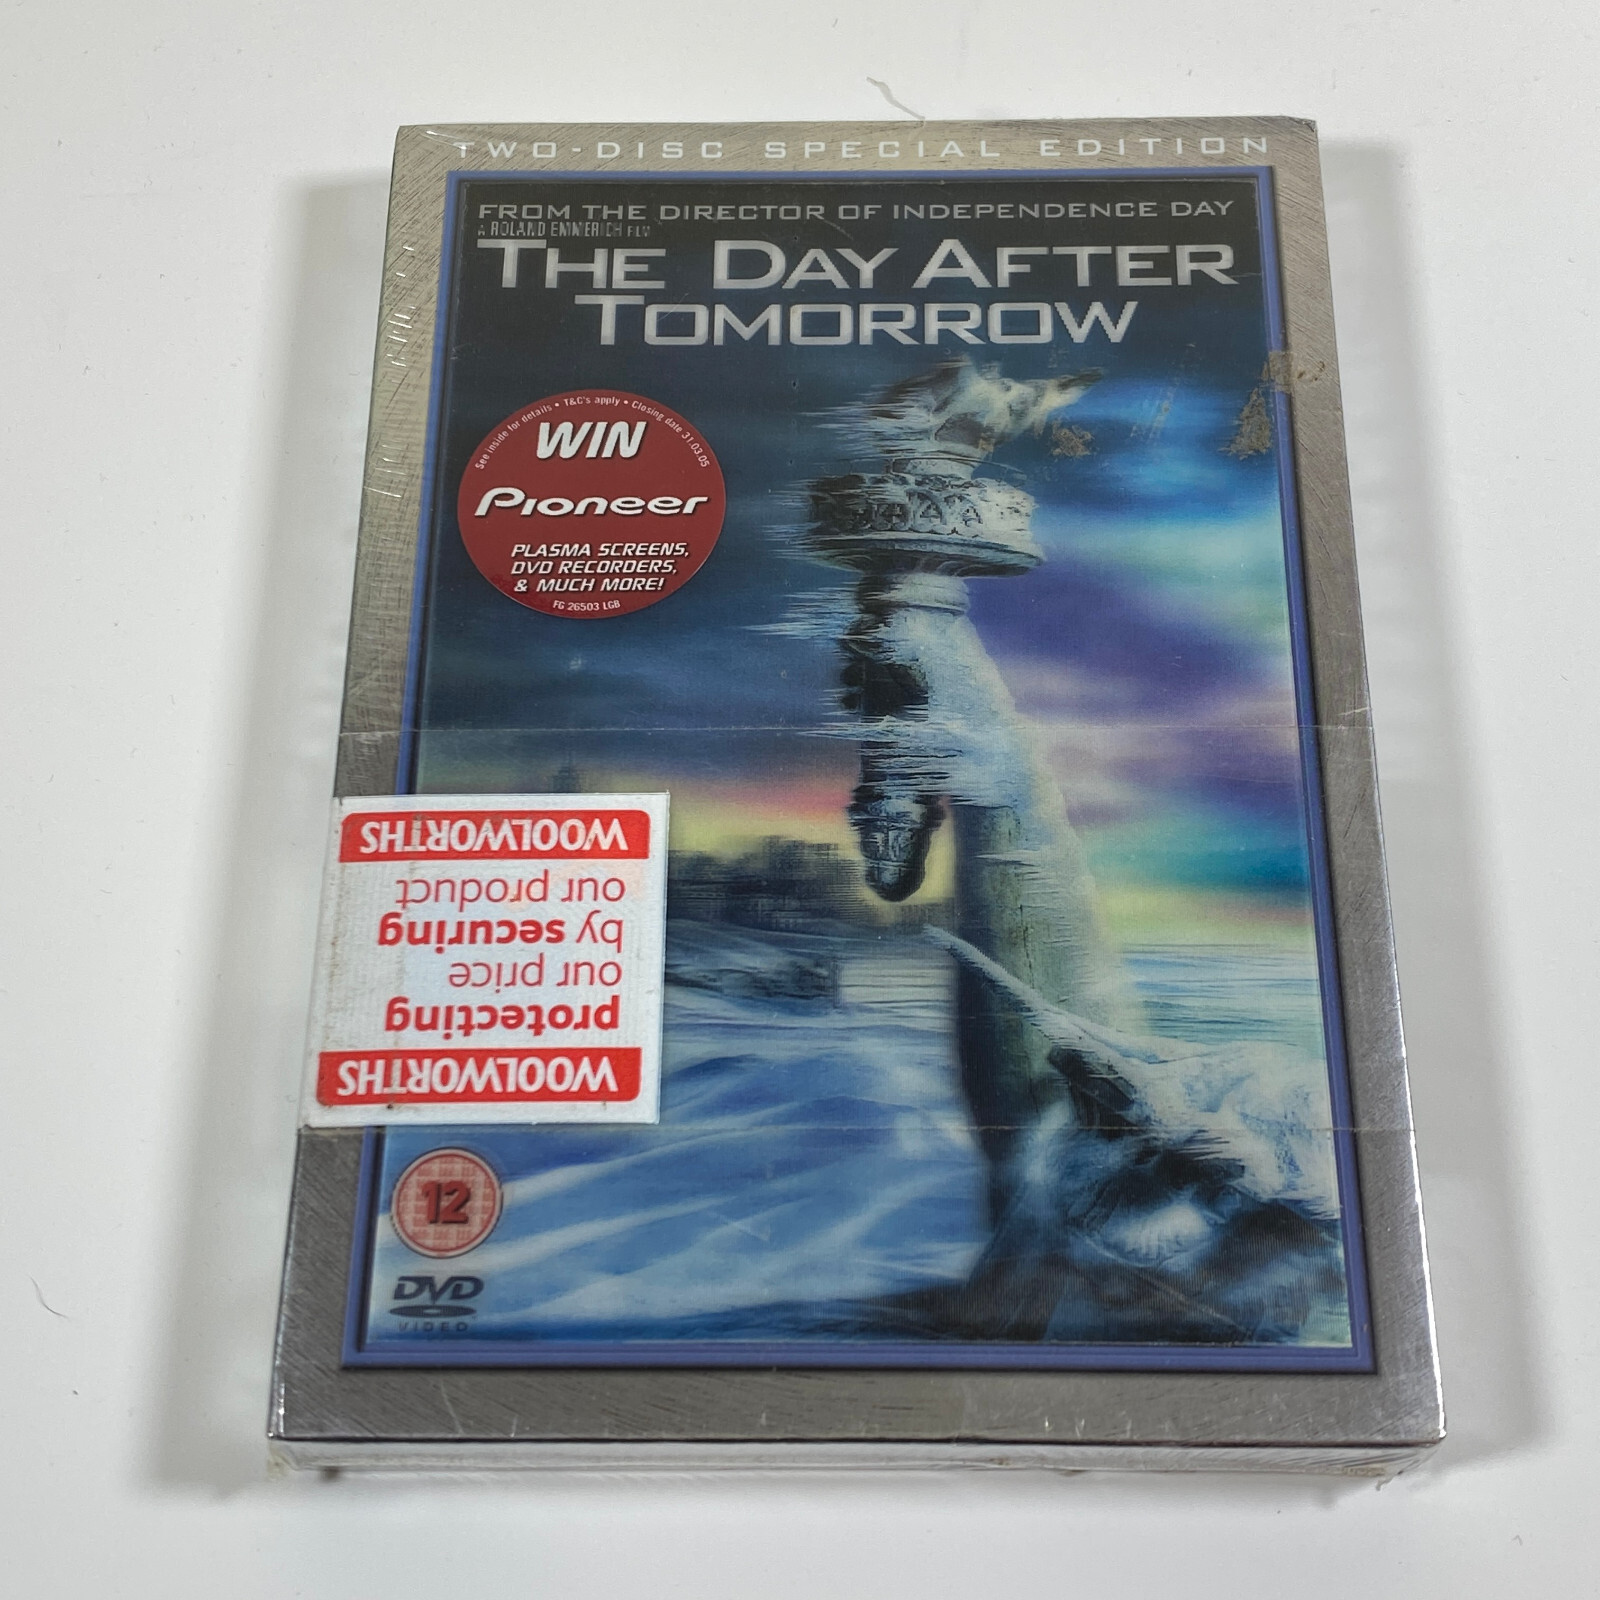 TWO-DISC SPECIAL EDITION
FROM THE DIRECTOR OF INDEPENDENCE DAY
A ROLAND EMMERICH FILM
THE DAY AFTER
TOMORROW
See inside for details • T&C's apply • Closing date 31.03.05
WIN
Pioneer
PLASMA SCREENS,
DVD RECORDERS,
& MUCH MORE!
FG 26503 LGB
WOOLWORTHS
protecting
our price
by securing
our product
WOOLWORTHS
12
DVD
VIDEO